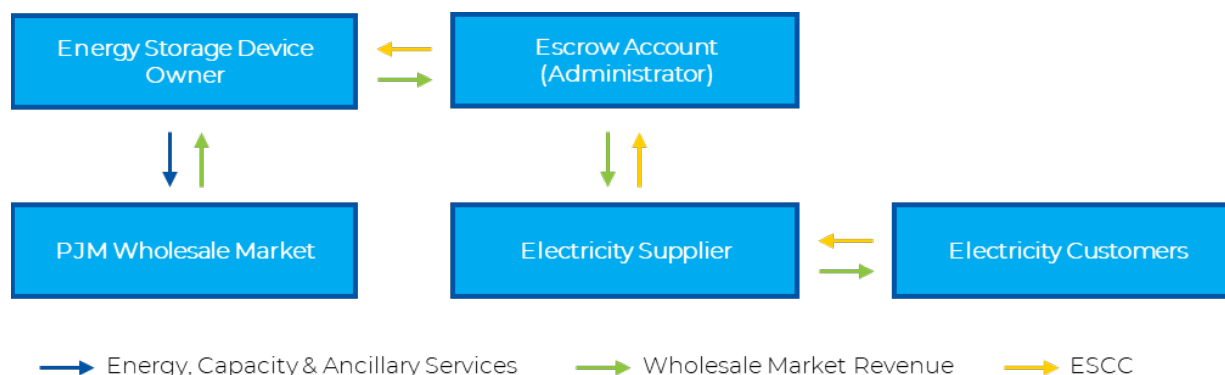 Energy Storage Device
Owner
Escrow Account
(Administrator)
PJM Wholesale Market
Electricity Supplier
Electricity Customers
Energy, Capacity & Ancillary Services
Wholesale Market Revenue
ESCC